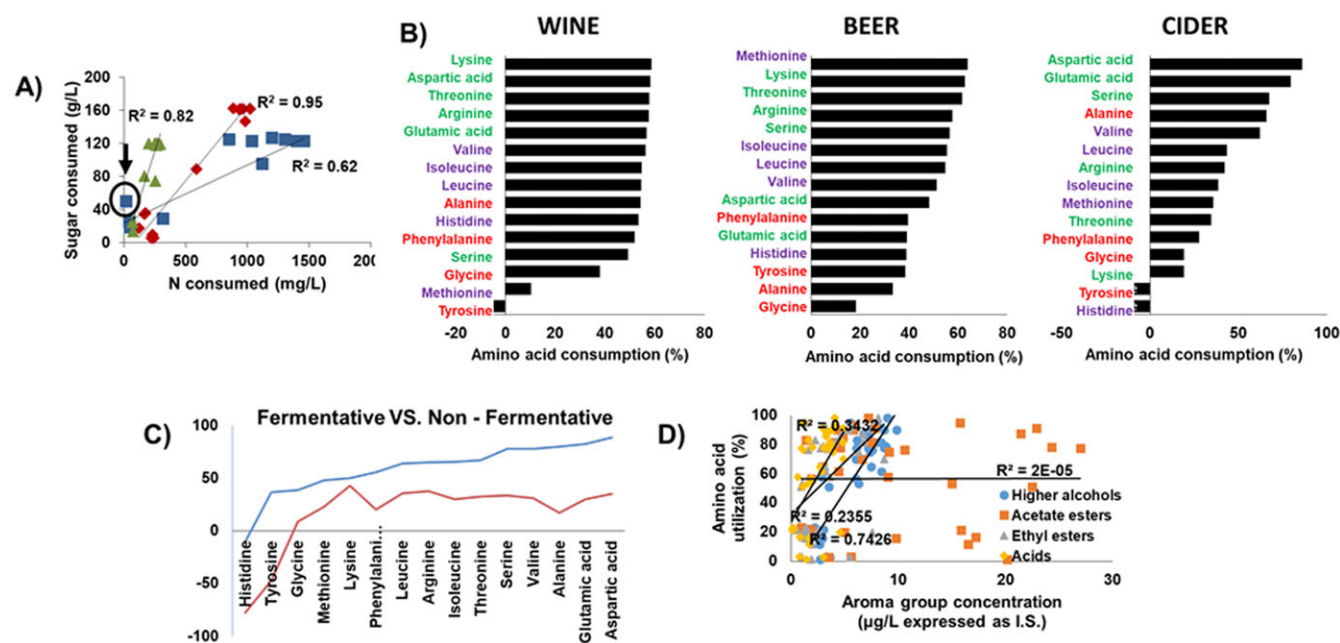 A)
Sugar consumed (g/L)
200
160
120
80
40
0
R² = 0.82
R² = 0.95
R² = 0.62
0
500
1000
1500
200
N consumed (mg/L)
B)
WINE
Lysine
Aspartic acid
Threonine
Arginine
Glutamic acid
Valine
Isoleucine
Leucine
Alanine
Histidine
Phenylalanine
Serine
Glycine
Methionine
Tyrosine
-20
0
20
40
60
80
Amino acid consumption (%)
BEER
Methionine
Lysine
Threonine
Arginine
Serine
Isoleucine
Leucine
Valine
Aspartic acid
Phenylalanine
Glutamic acid
Histidine
Tyrosine
Alanine
Glycine
0
20
40
60
80
Amino acid consumption (%)
CIDER
Aspartic acid
Glutamic acid
Serine
Alanine
Valine
Leucine
Arginine
Isoleucine
Methionine
Threonine
Phenylalanine
Glycine
Lysine
Tyrosine
Histidine
-50
0
50
100
Amino acid consumption (%)
C)
Fermentative VS. Non - Fermentative
100
50
0
-50
-100
Histidine
Tyrosine
Glycine
Methionine
Lysine
Phenylalani...
Leucine
Arginine
Isoleucine
Threonine
Serine
Valine
Alanine
Glutamic acid
Aspartic acid
D)
Amino acid
utilization (%)
100
80
60
40
20
0
R² = 0.3432
R² = 2E-05
R² = 0.2355
R² = 0.7426
Higher alcohols
Acetate esters
Ethyl esters
Acids
0
10
20
30
Aroma group concentration
(µg/L expressed as I.S.)